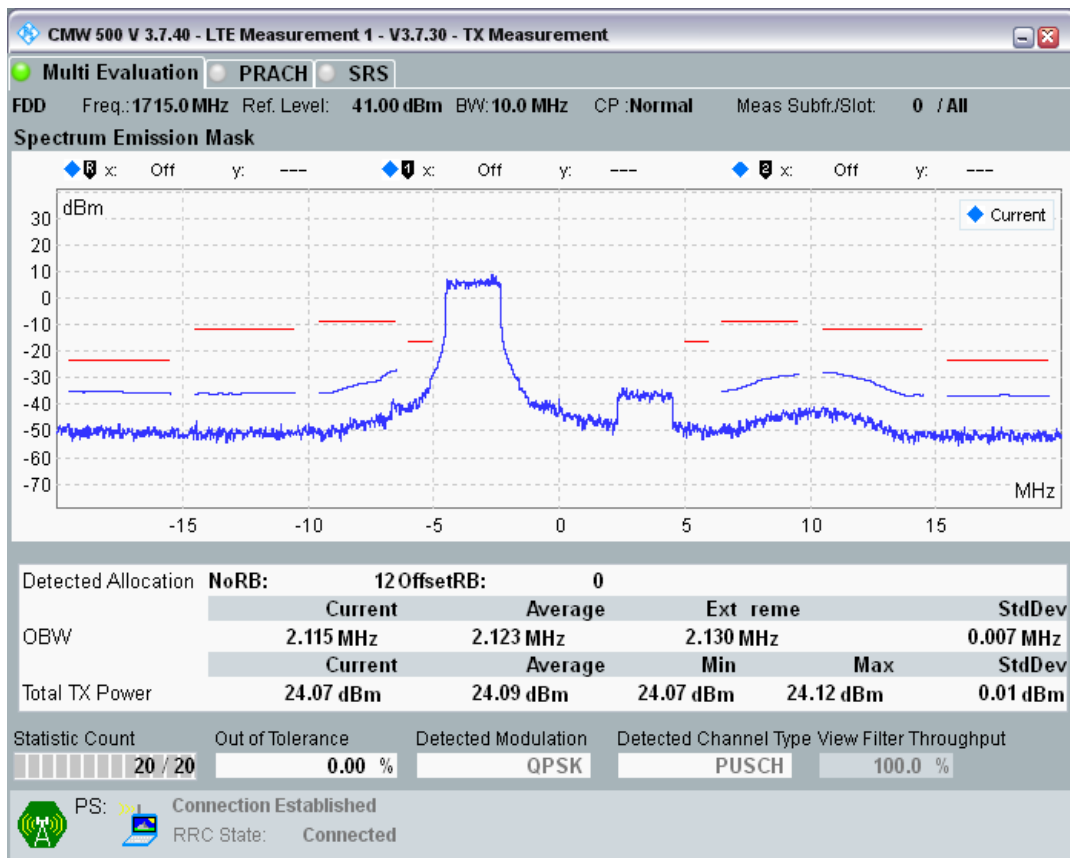 CMW 500 V 3.7.40 - LTE Measurement 1 - V3.7.30 - TX Measurement
Multi Evaluation PRACH SRS
FDD Freq.: 1715.0 MHz Ref. Level: 41.00 dBm BW: 10.0 MHz CP :Normal Meas Subfr./Slot: 0 / All
Spectrum Emission Mask
R x: Off y: --- 1 x: Off y: --- 2 x: Off y: ---
dBm
Current
30
20
10
0
-10
-20
-30
-40
-50
-60
-70
MHz
-15 -10 -5 0 5 10 15
Detected Allocation NoRB: 12 OffsetRB: 0
Current Average Ext reme StdDev
OBW 2.115 MHz 2.123 MHz 2.130 MHz 0.007 MHz
Current Average Min Max StdDev
Total TX Power 24.07 dBm 24.09 dBm 24.07 dBm 24.12 dBm 0.01 dBm
Statistic Count Out of Tolerance Detected Modulation Detected Channel Type View Filter Throughput
20 / 20 0.00 % QPSK PUSCH 100.0 %
PS: Connection Established
RRC State: Connected